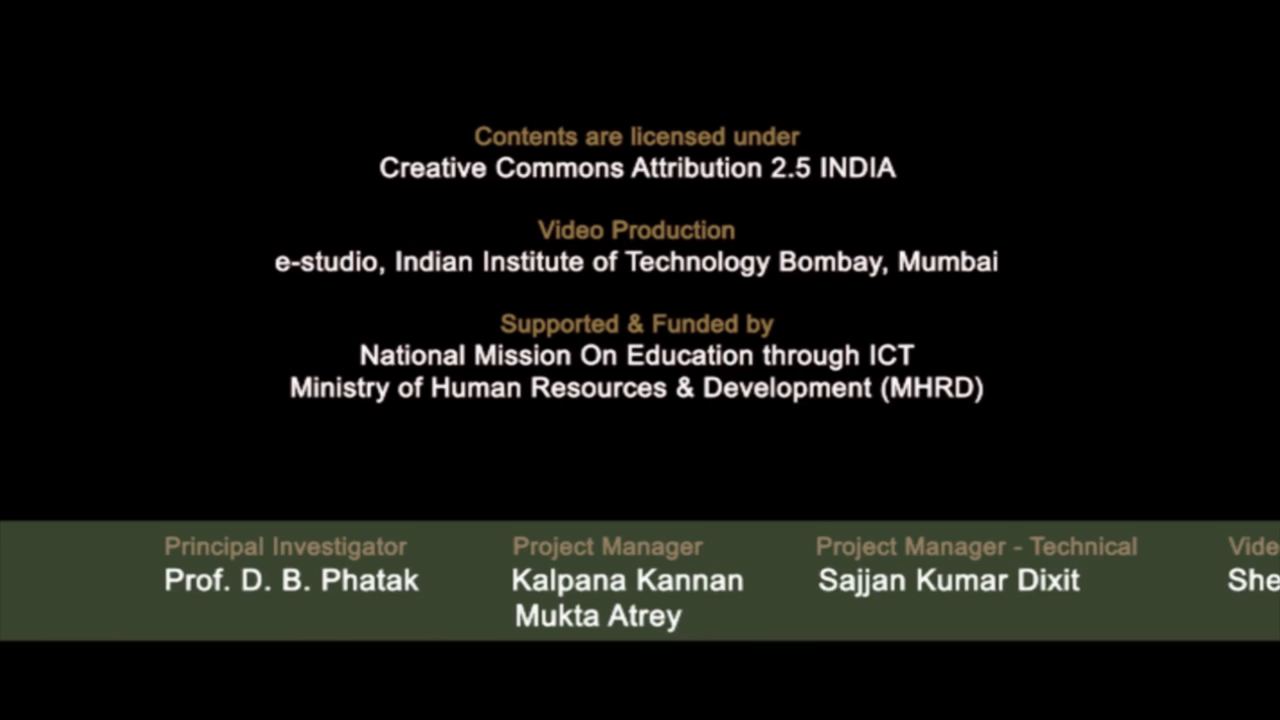 Contents are licensed under
Creative Commons Attribution 2.5 INDIA
Video Production
e-studio, Indian Institute of Technology Bombay, Mumbai
Supported & Funded by
National Mission On Education through ICT
Ministry of Human Resources & Development (MHRD)
Principal Investigator
Prof. D. B. Phatak
Project Manager
Kalpana Kannan
Mukta Atrey
Project Manager - Technical
Sajjan Kumar Dixit